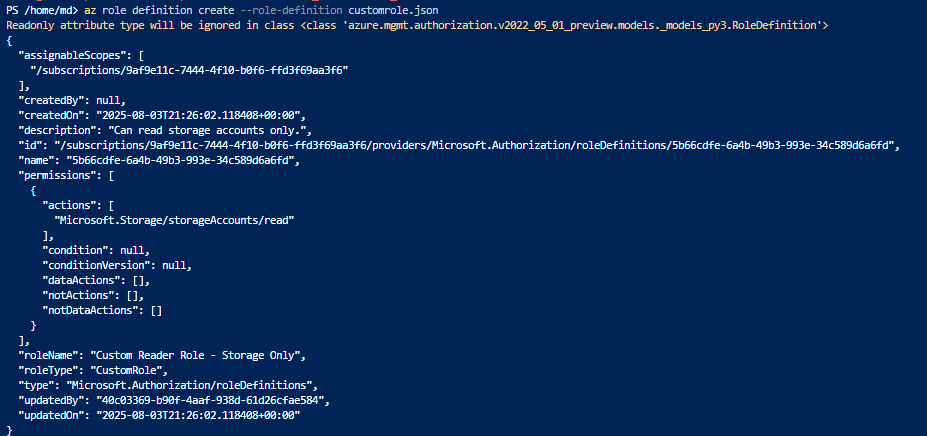 PS /home/md> az role definition create --role-definition customrole.json
Readonly attribute type will be ignored in class <class 'azure.mgmt.authorization.v2022_05_01_preview.models._models_py3.RoleDefinition'>
{
  "assignableScopes": [
    "/subscriptions/9af9e11c-7444-4f10-b0f6-ffd3f69aa3f6"
  ],
  "createdBy": null,
  "createdOn": "2025-08-03T21:26:02.118408+00:00",
  "description": "Can read storage accounts only.",
  "id": "/subscriptions/9af9e11c-7444-4f10-b0f6-ffd3f69aa3f6/providers/Microsoft.Authorization/roleDefinitions/5b66cdfe-6a4b-49b3-993e-34c589d6a6fd",
  "name": "5b66cdfe-6a4b-49b3-993e-34c589d6a6fd",
  "permissions": [
    {
      "actions": [
        "Microsoft.Storage/storageAccounts/read"
      ],
      "condition": null,
      "conditionVersion": null,
      "dataActions": [],
      "notActions": [],
      "notDataActions": []
    }
  ],
  "roleName": "Custom Reader Role - Storage Only",
  "roleType": "CustomRole",
  "type": "Microsoft.Authorization/roleDefinitions",
  "updatedBy": "40c03369-b90f-4aaf-938d-61d26cfae584",
  "updatedOn": "2025-08-03T21:26:02.118408+00:00"
}